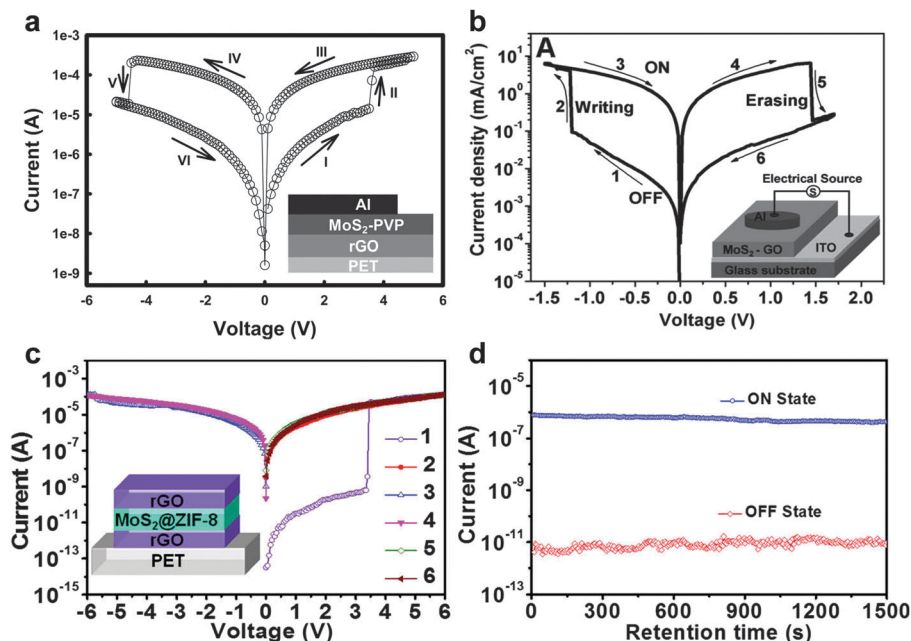 a
1e-3
1e-4
1e-5
1e-6
1e-7
1e-8
1e-9
Current (A)
IV
III
V
II
VI
I
Al
MoS₂-PVP
rGO
PET
-6 -4 -2 0 2 4 6
Voltage (V)
b
A
10²
10¹
10⁰
10⁻¹
10⁻²
10⁻³
10⁻⁴
10⁻⁵
Current density (mA/cm²)
3 ON 4
2 Writing
Erasing 5
1
OFF
6
Electrical Source
S
Al
MoS₂ - GO
ITO
Glass substrate
-1.5 -1.0 -0.5 0.0 0.5 1.0 1.5 2.0
Voltage (V)
c
10⁻³
10⁻⁵
10⁻⁷
10⁻⁹
10⁻¹¹
10⁻¹³
10⁻¹⁵
Current (A)
1
2
3
4
5
6
rGO
MoS₂@ZIF-8
rGO
PET
-6 -5 -4 -3 -2 -1 0 1 2 3 4 5 6
Voltage (V)
d
10⁻³
10⁻⁵
10⁻⁷
10⁻⁹
10⁻¹¹
10⁻¹³
Current (A)
ON State
OFF State
0 300 600 900 1200 1500
Retention time (s)